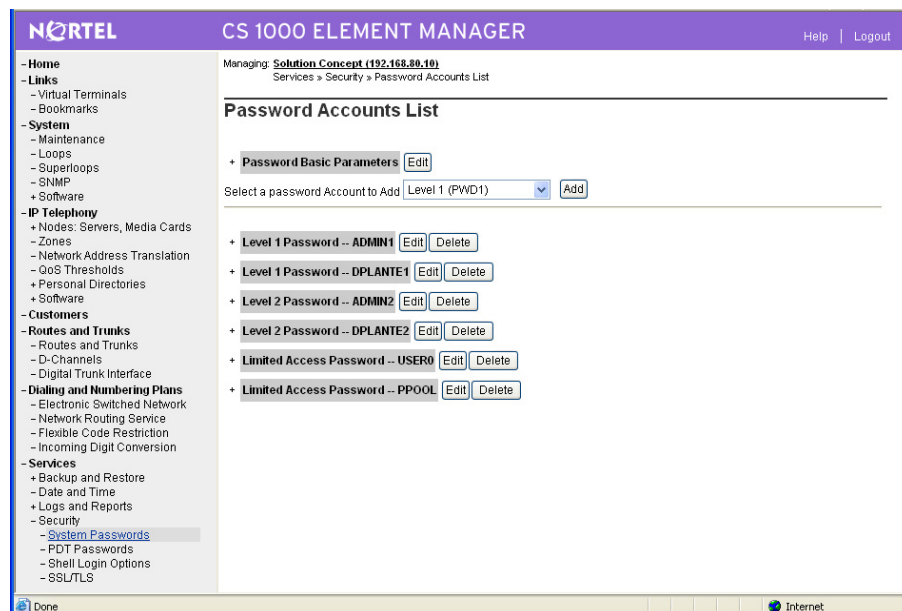 NORTEL
CS 1000 ELEMENT MANAGER
Help | Logout
- Home
- Links
- Virtual Terminals
- Bookmarks
- System
- Maintenance
- Loops
- Superloops
- SNMP
+ Software
- IP Telephony
+ Nodes: Servers, Media Cards
- Zones
- Network Address Translation
- QoS Thresholds
+ Personal Directories
+ Software
- Customers
- Routes and Trunks
- Routes and Trunks
- D-Channels
- Digital Trunk Interface
- Dialing and Numbering Plans
- Electronic Switched Network
- Network Routing Service
- Flexible Code Restriction
- Incoming Digit Conversion
- Services
+ Backup and Restore
- Date and Time
+ Logs and Reports
- Security
- System Passwords
- PDT Passwords
- Shell Login Options
- SSL/TLS
Managing: Solution Concept (192.168.80.10)
Services » Security » Password Accounts List
Password Accounts List
+ Password Basic Parameters Edit
Select a password Account to Add Level 1 (PWD1) Add
+ Level 1 Password -- ADMIN1 Edit Delete
+ Level 1 Password -- DPLANTE1 Edit Delete
+ Level 2 Password -- ADMIN2 Edit Delete
+ Level 2 Password -- DPLANTE2 Edit Delete
+ Limited Access Password -- USER0 Edit Delete
+ Limited Access Password -- PPOOL Edit Delete
Done
Internet